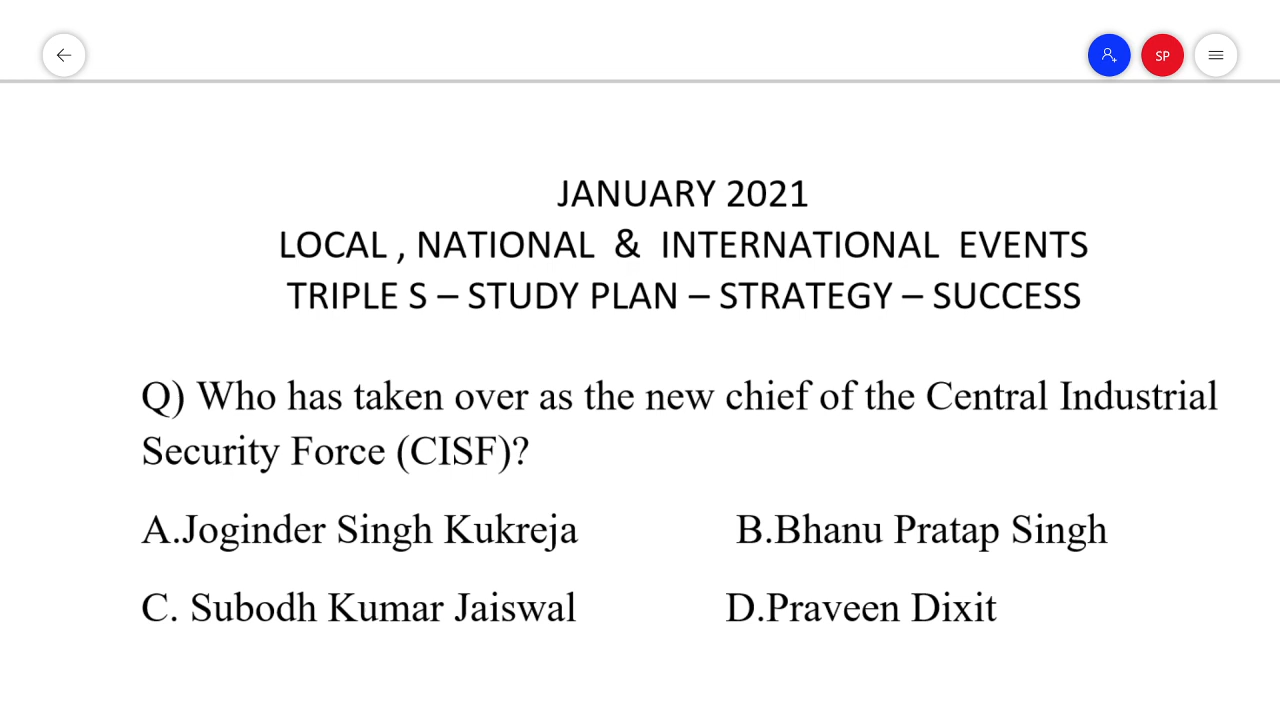 SP
JANUARY 2021
LOCAL , NATIONAL & INTERNATIONAL EVENTS
TRIPLE S – STUDY PLAN – STRATEGY – SUCCESS
Q) Who has taken over as the new chief of the Central Industrial
Security Force (CISF)?
A.Joginder Singh Kukreja B.Bhanu Pratap Singh
C. Subodh Kumar Jaiswal D.Praveen Dixit